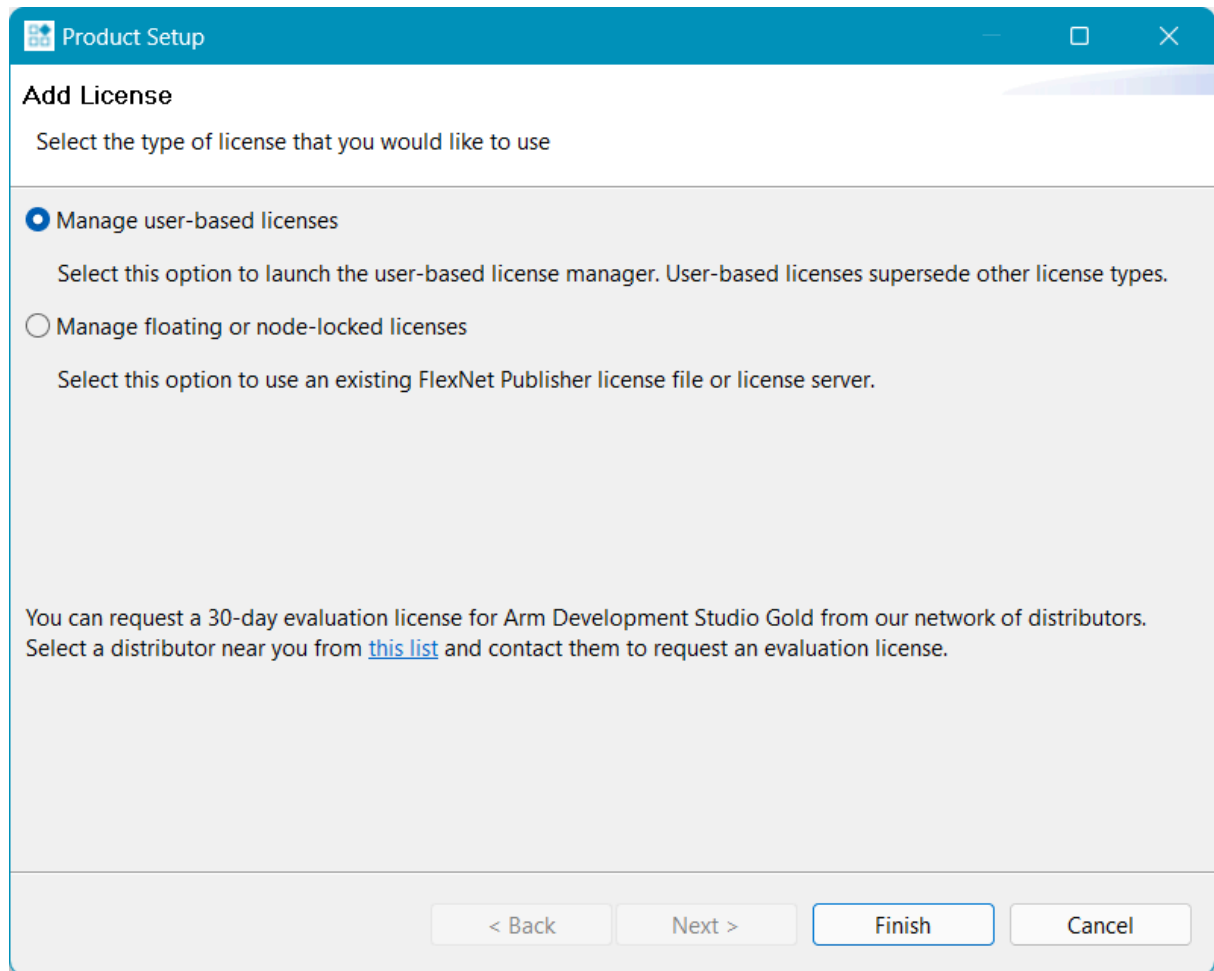 Product Setup
Add License
Select the type of license that you would like to use
Manage user-based licenses
Select this option to launch the user-based license manager. User-based licenses supersede other license types.
Manage floating or node-locked licenses
Select this option to use an existing FlexNet Publisher license file or license server.
You can request a 30-day evaluation license for Arm Development Studio Gold from our network of distributors.
Select a distributor near you from this list and contact them to request an evaluation license.
< Back Next > Finish Cancel